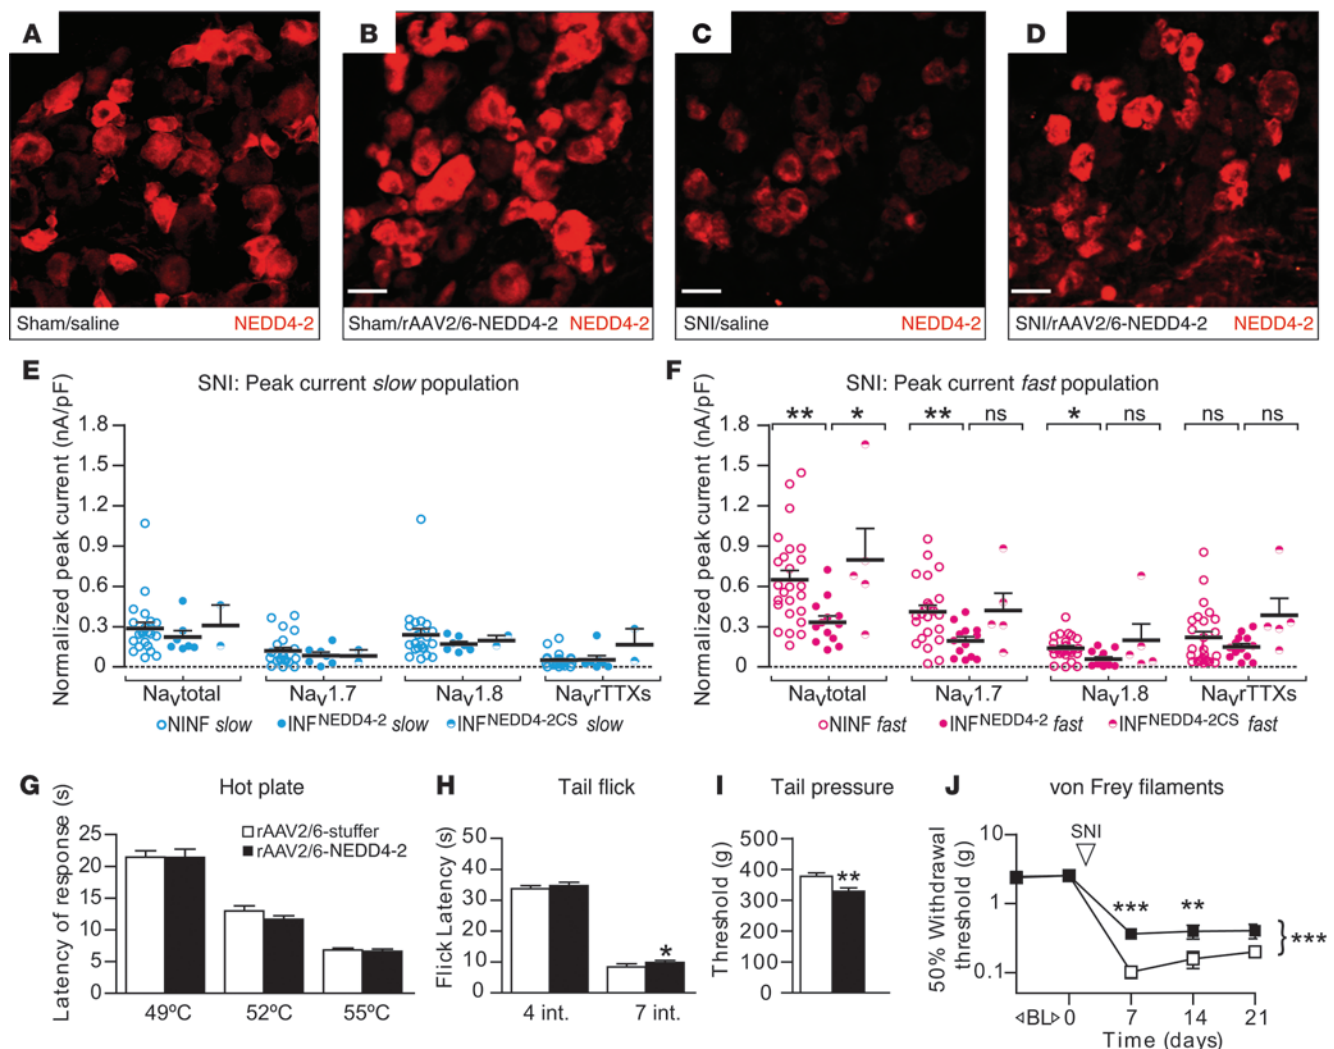 A B C D
Sham/saline NEDD4-2 Sham/rAAV2/6-NEDD4-2 NEDD4-2 SNI/saline NEDD4-2 SNI/rAAV2/6-NEDD4-2 NEDD4-2
E
SNI: Peak current slow population
Normalized peak current (nA/pF)
1.8
1.5
1.2
0.9
0.6
0.3
0
NaVtotal NaV1.7 NaV1.8 NaVrTTXs
NINF slow INF^NEDD4-2 slow INF^NEDD4-2CS slow
F
SNI: Peak current fast population
Normalized peak current (nA/pF)
1.8
1.5
1.2
0.9
0.6
0.3
0
** * ** ns * ns ns ns
NaVtotal NaV1.7 NaV1.8 NaVrTTXs
NINF fast INF^NEDD4-2 fast INF^NEDD4-2CS fast
G Hot plate
Latency of response (s)
25
20
15
10
5
0
rAAV2/6-stuffer
rAAV2/6-NEDD4-2
49ºC 52ºC 55ºC
H Tail flick
Flick Latency (s)
50
40
30
20
10
0
*
4 int. 7 int.
I Tail pressure
Threshold (g)
500
400
300
200
100
0
**
J von Frey filaments
50% Withdrawal
threshold (g)
10
1
0.1
SNI
*** **
***
◁BL▷ 0 7 14 21
Time (days)